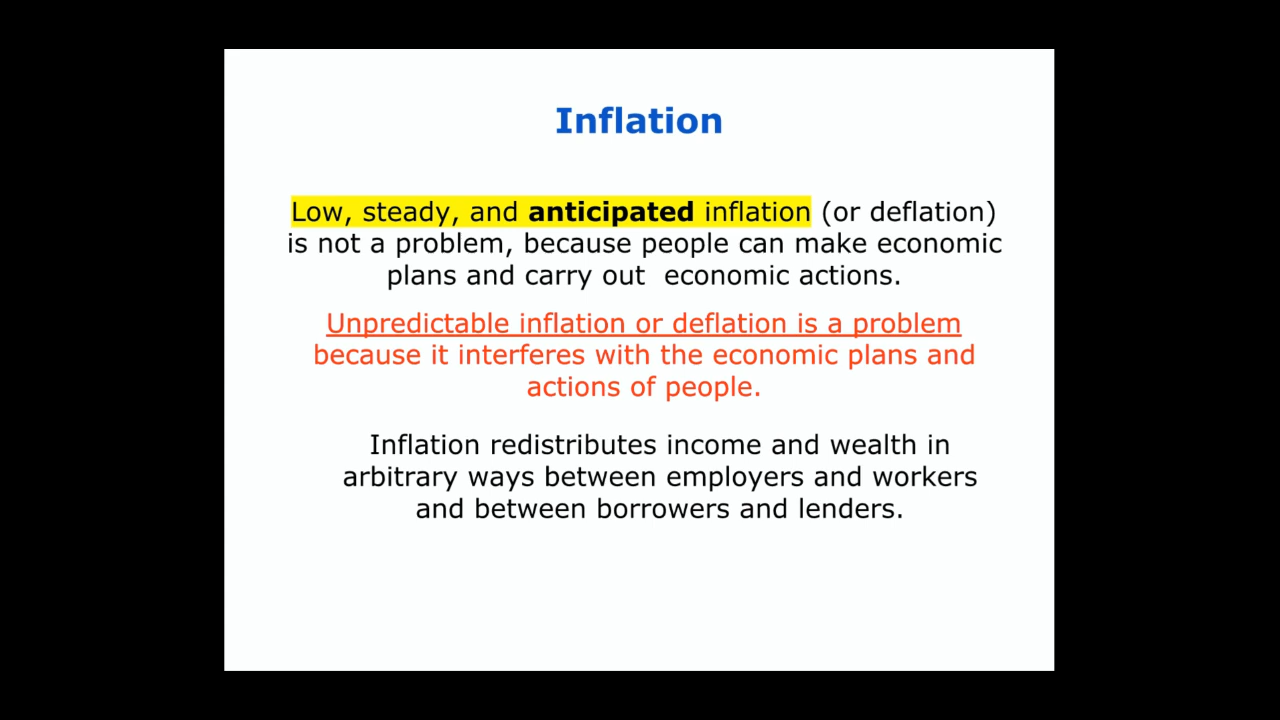 Inflation
Low, steady, and anticipated inflation (or deflation)
is not a problem, because people can make economic
plans and carry out  economic actions.
Unpredictable inflation or deflation is a problem
because it interferes with the economic plans and
actions of people.
Inflation redistributes income and wealth in
arbitrary ways between employers and workers
and between borrowers and lenders.